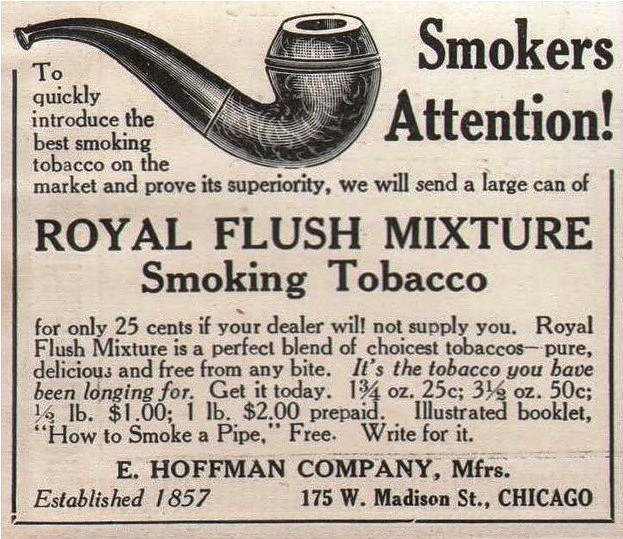 Smokers
Attention!
To
quickly
introduce the
best smoking
tobacco on the
market and prove its superiority, we will send a large can of
ROYAL FLUSH MIXTURE
Smoking Tobacco
for only 25 cents if your dealer will not supply you. Royal
Flush Mixture is a perfect blend of choicest tobaccos—pure,
delicious and free from any bite. It's the tobacco you have
been longing for. Get it today. 1¾ oz. 25c; 3½ oz. 50c;
½ lb. $1.00; 1 lb. $2.00 prepaid. Illustrated booklet,
"How to Smoke a Pipe," Free. Write for it.
E. HOFFMAN COMPANY, Mfrs.
Established 1857 175 W. Madison St., CHICAGO